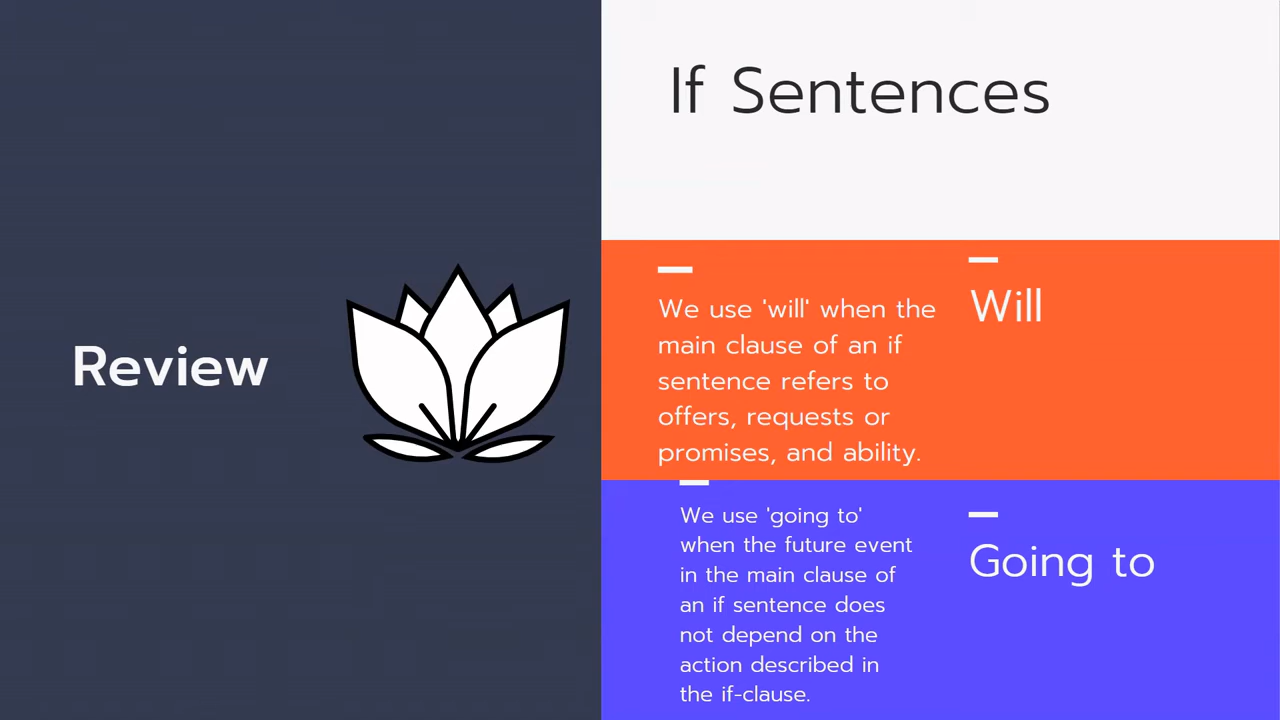 Review
If Sentences
We use 'will' when the
main clause of an if
sentence refers to
offers, requests or
promises, and ability.
Will
We use 'going to'
when the future event
in the main clause of
an if sentence does
not depend on the
action described in
the if-clause.
Going to